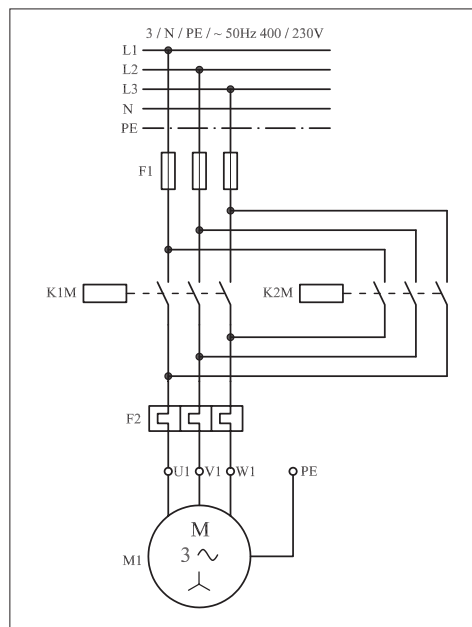 3 / N / PE / ~ 50Hz 400 / 230V
L1
L2
L3
N
PE
F1
K1M K2M
F2
U1 V1 W1 PE
M
M1 3 ~